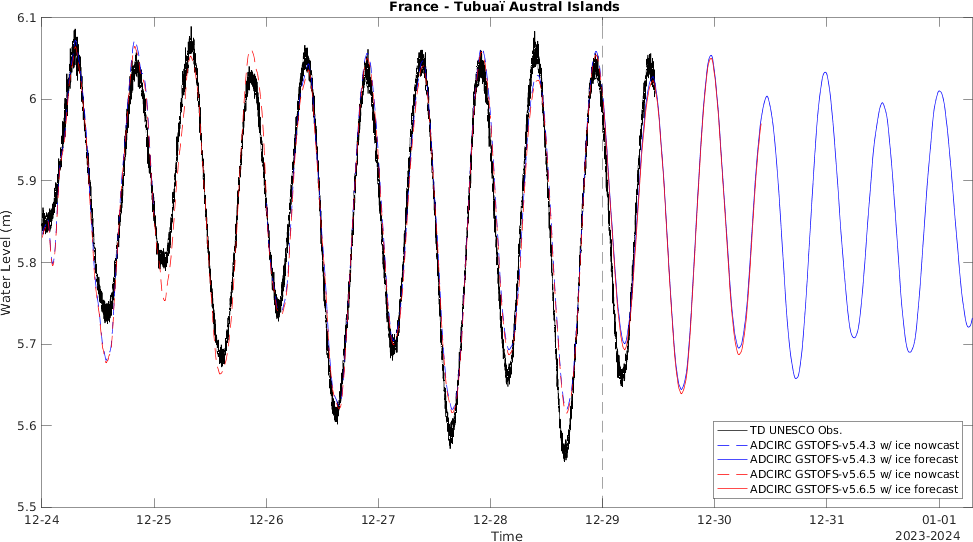 France - Tubuaï Austral Islands
6.1
6
5.9
5.8
5.7
5.6
5.5
Water Level (m)
12-24
12-25
12-26
12-27
12-28
12-29
12-30
12-31
01-01
Time
2023-2024
TD UNESCO Obs.
ADCIRC GSTOFS-v5.4.3 w/ ice nowcast
ADCIRC GSTOFS-v5.4.3 w/ ice forecast
ADCIRC GSTOFS-v5.6.5 w/ ice nowcast
ADCIRC GSTOFS-v5.6.5 w/ ice forecast